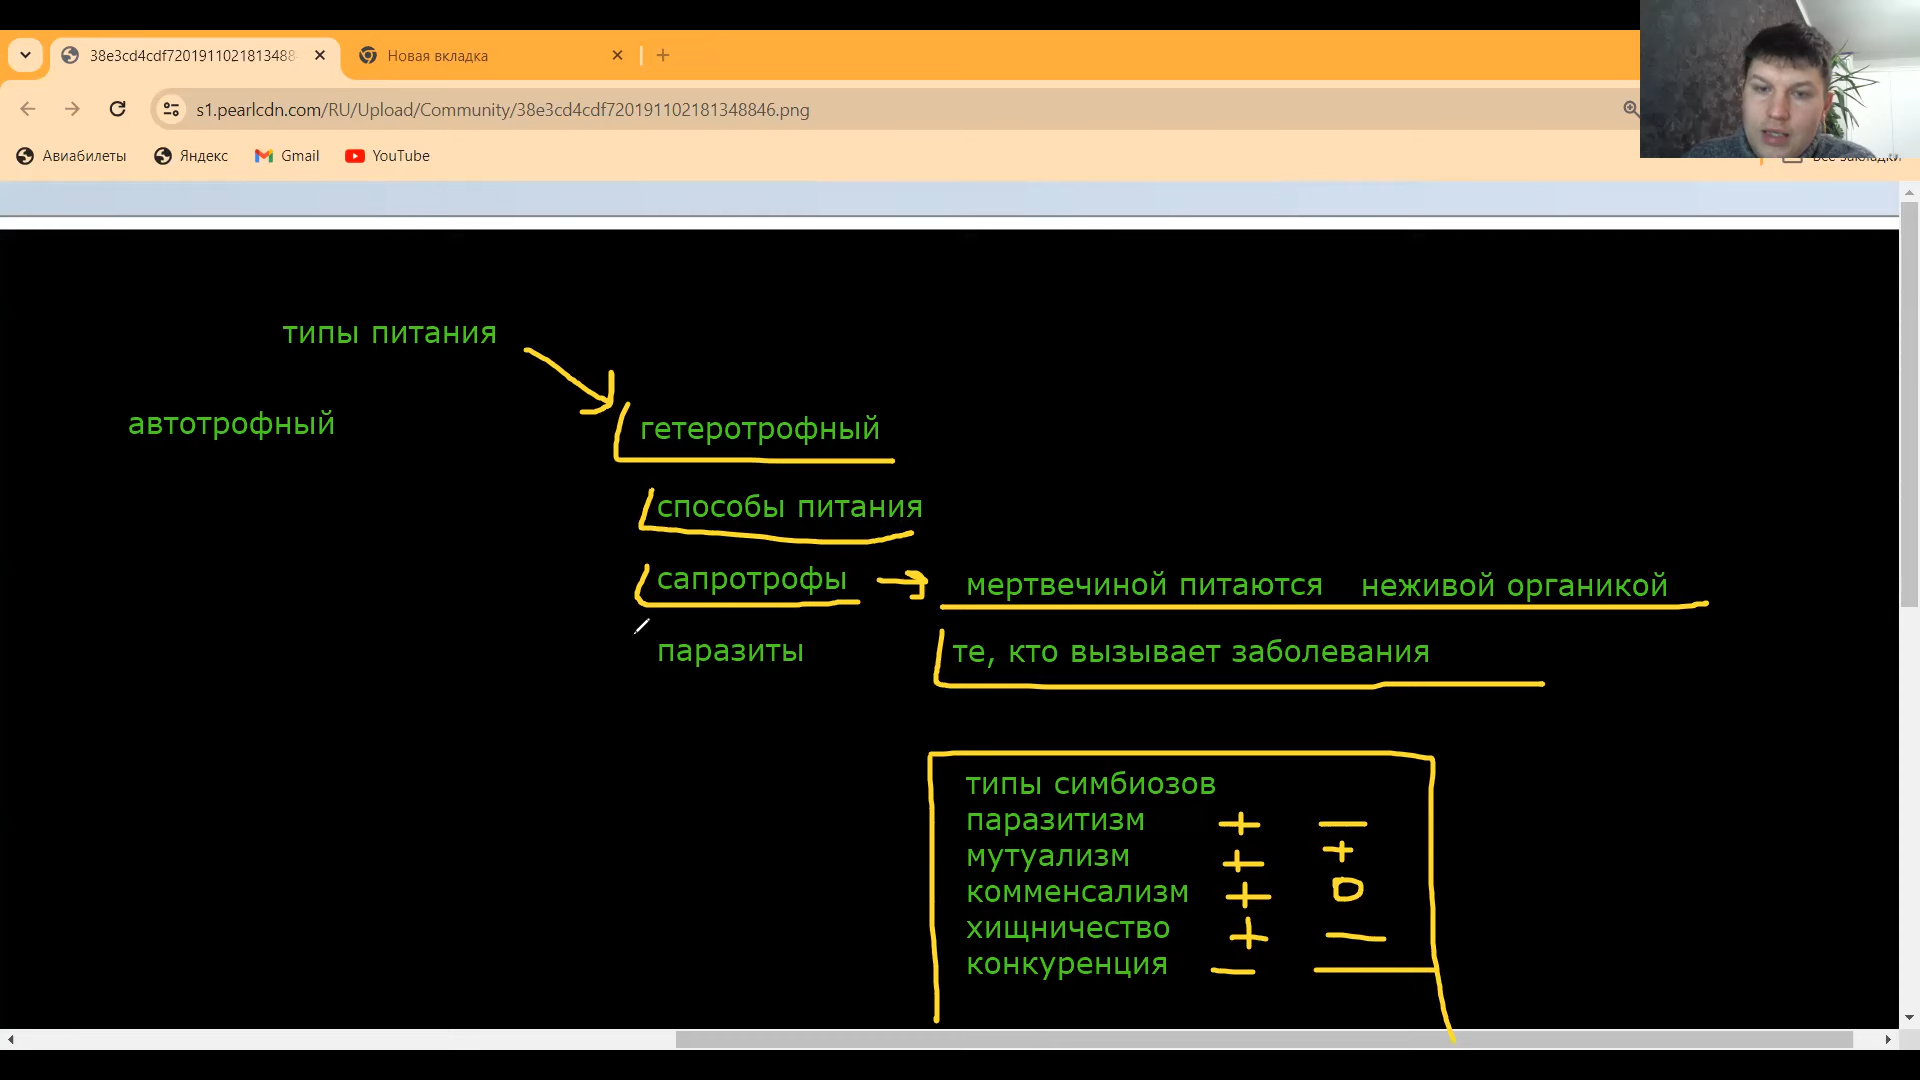 38e3cd4cdf7201911021813488
Новая вкладка
s1.pearlcdn.com/RU/Upload/Community/38e3cd4cdf720191102181348846.png
Авиабилеты Яндекс Gmail YouTube
типы питания
автотрофный
гетеротрофный
способы питания
сапротрофы мертвечиной питаются неживой органикой
паразиты те, кто вызывает заболевания
типы симбиозов
паразитизм + —
мутуализм + +
комменсализм + 0
хищничество + —
конкуренция — —